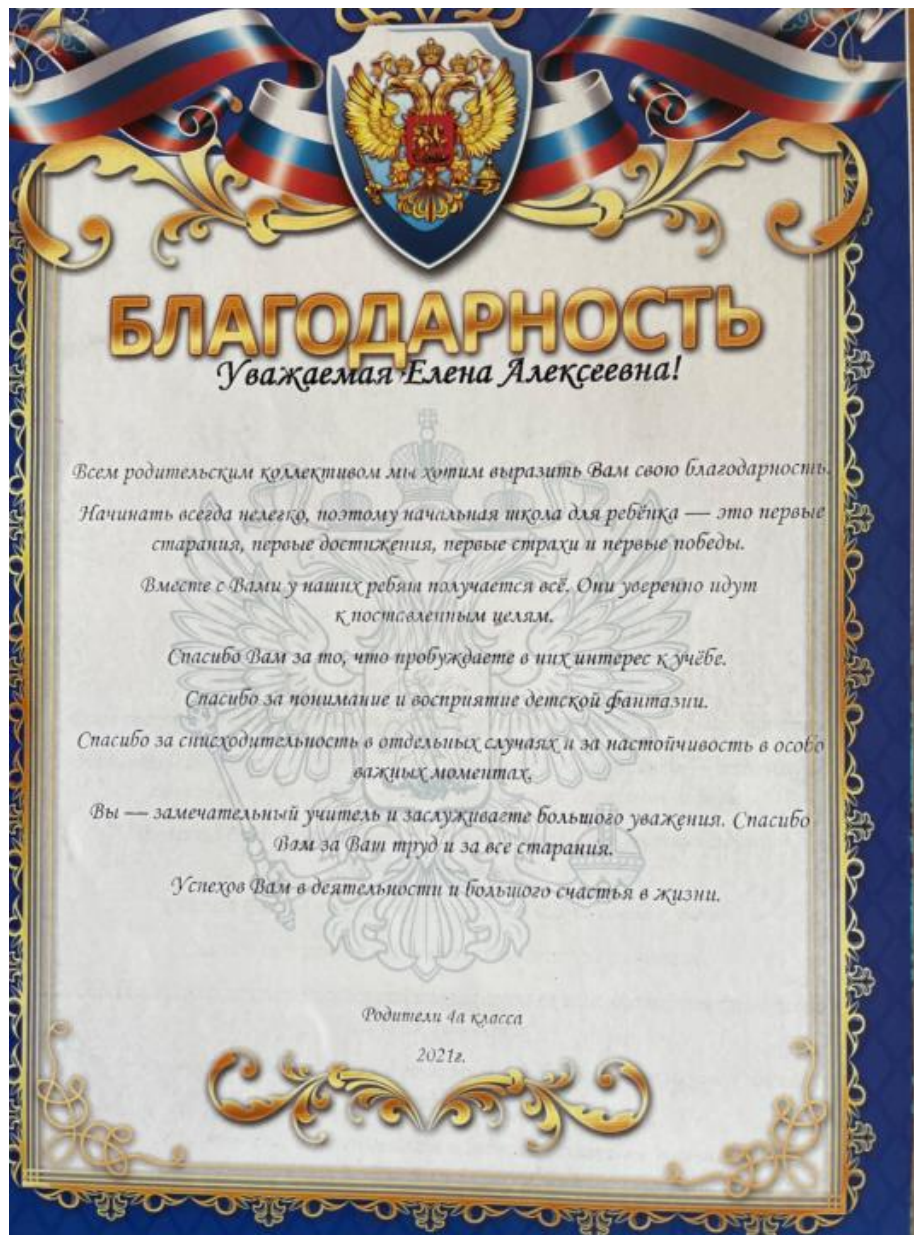 БЛАГОДАРНОСТЬ
Уважаемая Елена Алексеевна!
Всем родительским коллективом мы хотим выразить Вам свою благодарность.
Начинать всегда нелегко, поэтому начальная школа для ребёнка — это первые
старания, первые достижения, первые страхи и первые победы.
Вместе с Вами у наших ребят получается всё. Они уверенно идут
к поставленным целям.
Спасибо Вам за то, что пробуждаете в них интерес к учёбе.
Спасибо за понимание и восприятие детской фантазии.
Спасибо за снисходительность в отдельных случаях и за настойчивость в особо
важных моментах.
Вы — замечательный учитель и заслуживаете большого уважения. Спасибо
Вам за Ваш труд и за все старания.
Успехов Вам в деятельности и большого счастья в жизни.
Родители 4а класса
2021г.